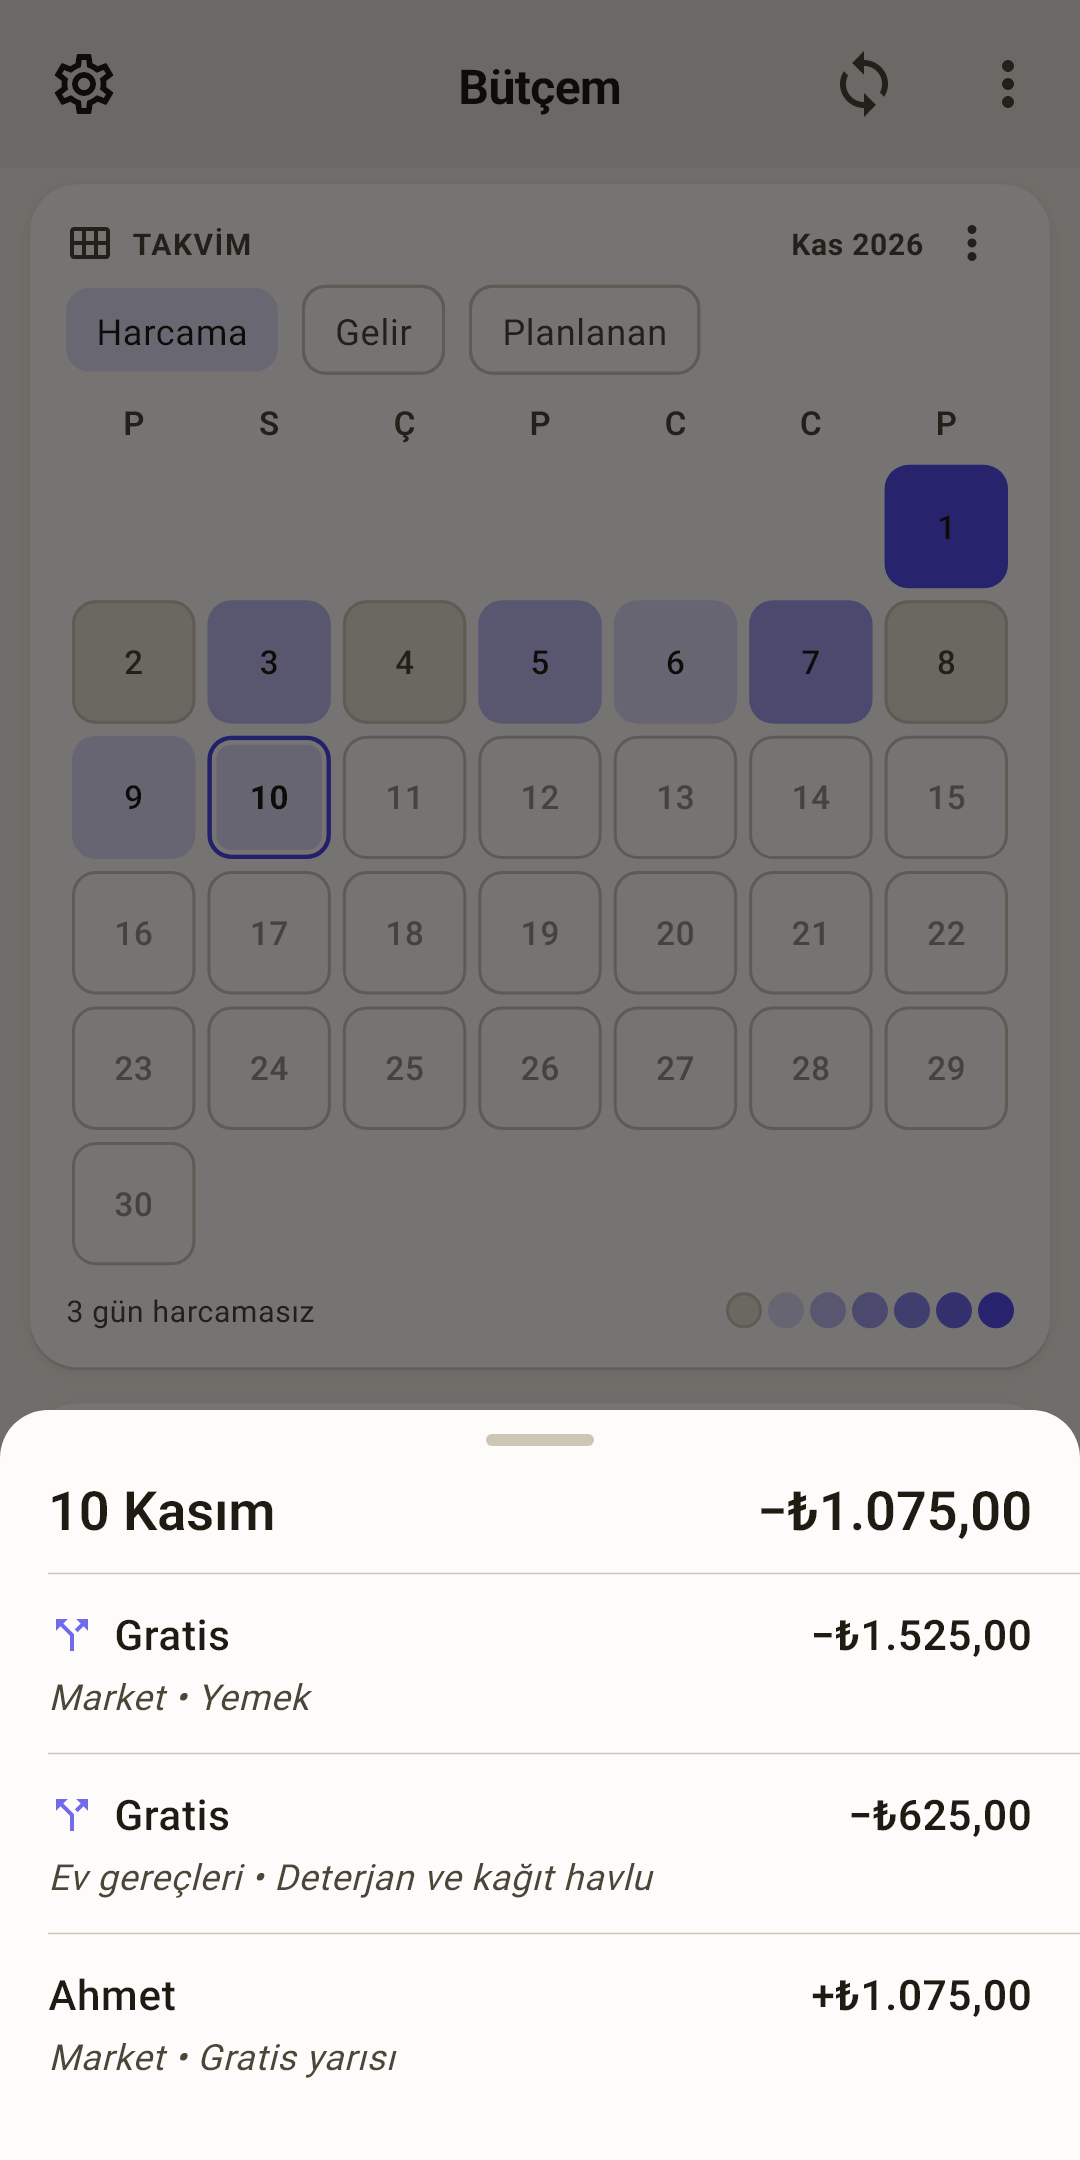 Bütçem
TAKVİM Kas 2026
Harcama Gelir Planlanan
P S Ç P C C P
1
2 3 4 5 6 7 8
9 10 11 12 13 14 15
16 17 18 19 20 21 22
23 24 25 26 27 28 29
30
3 gün harcamasız
10 Kasım −₺1.075,00
Gratis −₺1.525,00
Market • Yemek
Gratis −₺625,00
Ev gereçleri • Deterjan ve kağıt havlu
Ahmet +₺1.075,00
Market • Gratis yarısı